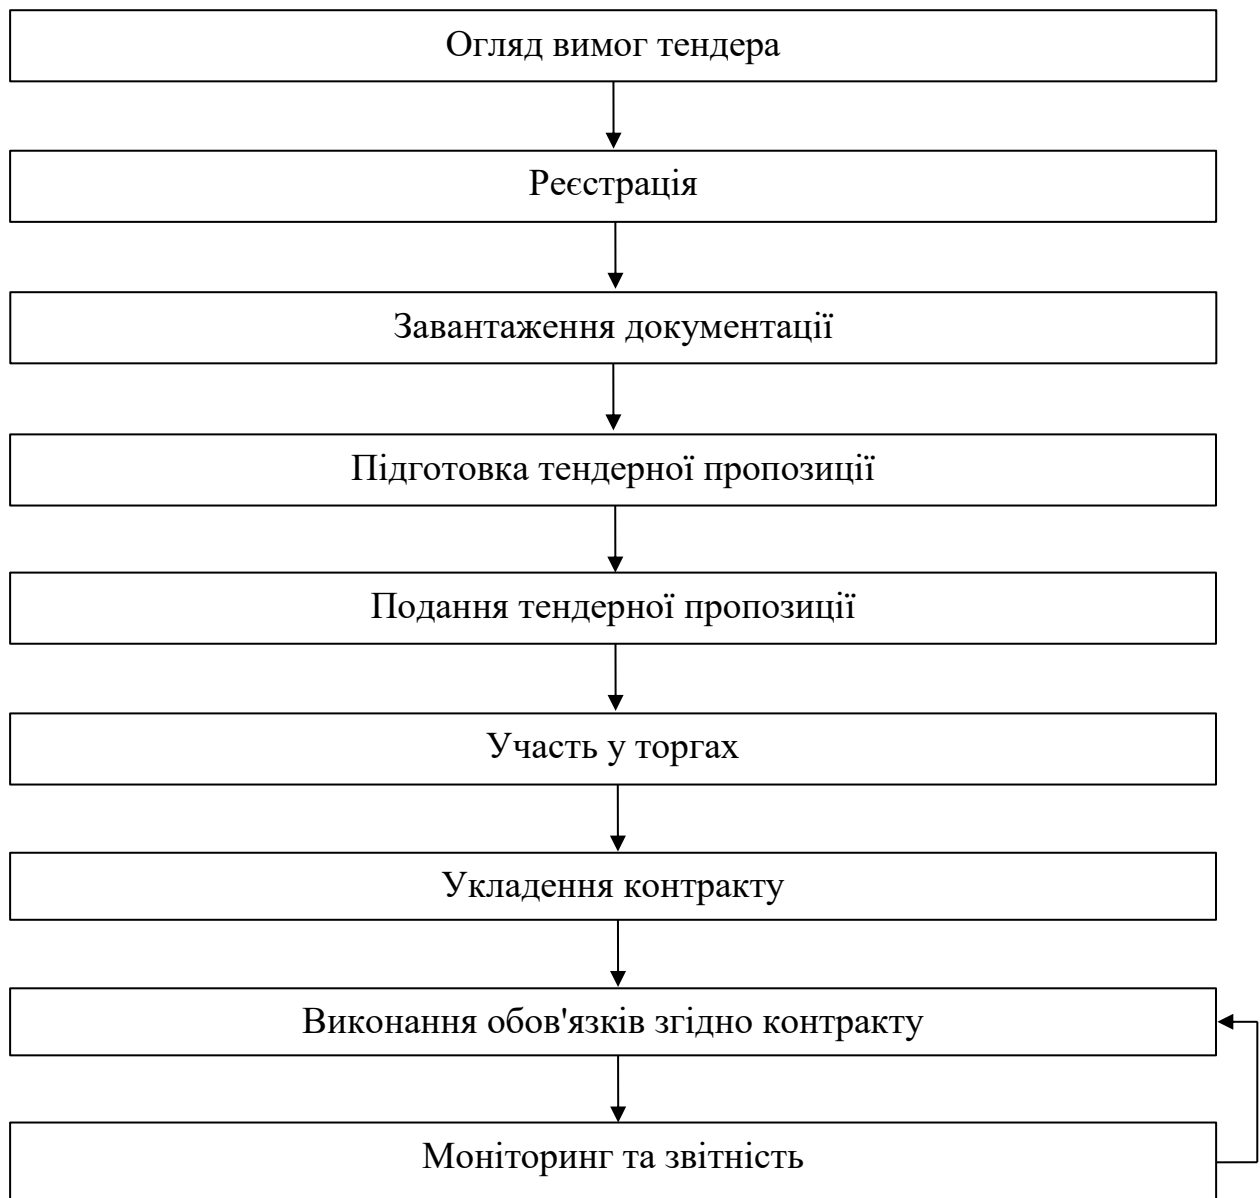 Огляд вимог тендера
Реєстрація
Завантаження документації
Підготовка тендерної пропозиції
Подання тендерної пропозиції
Участь у торгах
Укладення контракту
Виконання обов'язків згідно контракту
Моніторинг та звітність